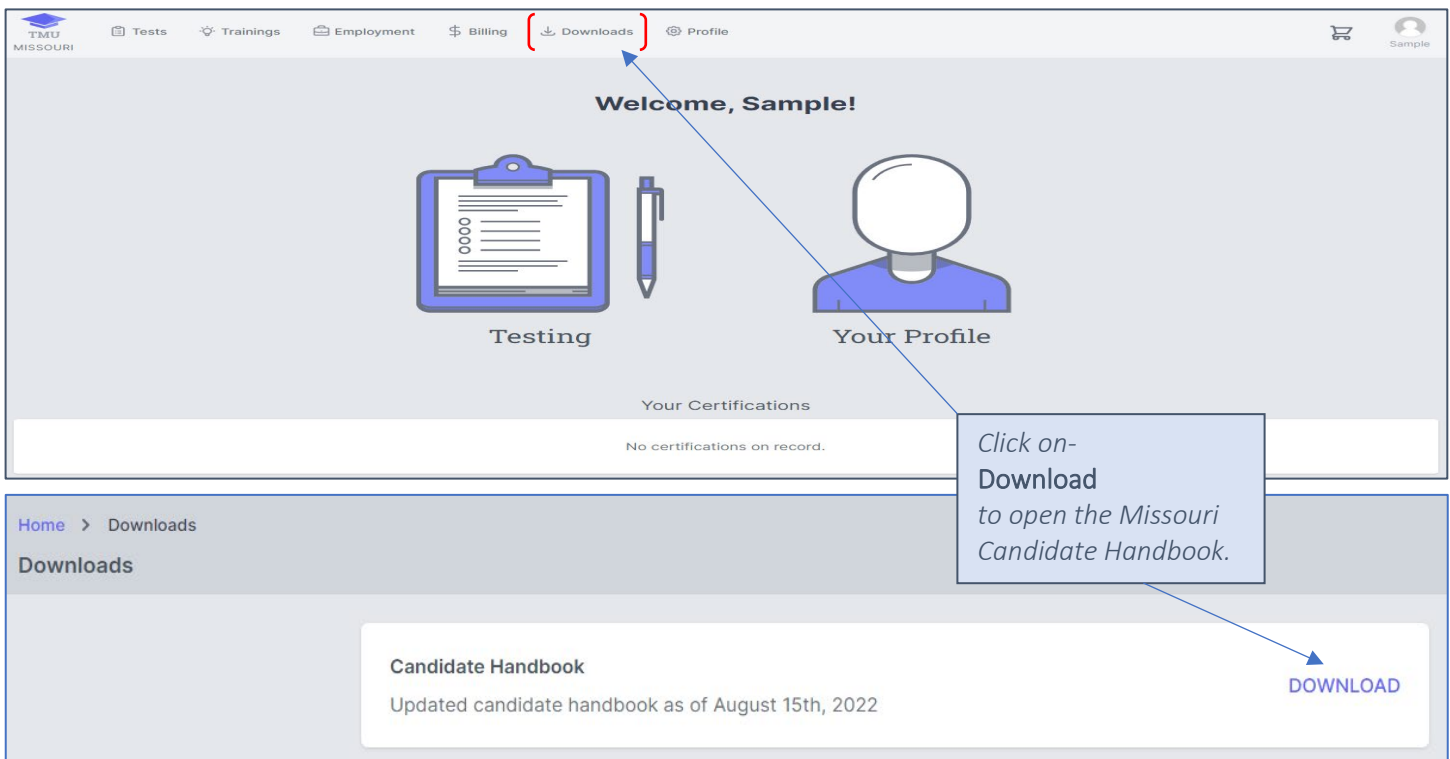 TMU
MISSOURI
Tests
Trainings
Employment
$ Billing
Downloads
Profile
Sample
Welcome, Sample!
Testing
Your Profile
Your Certifications
No certifications on record.
Click on-
Download
to open the Missouri
Candidate Handbook.
Home > Downloads
Downloads
Candidate Handbook
Updated candidate handbook as of August 15th, 2022
DOWNLOAD